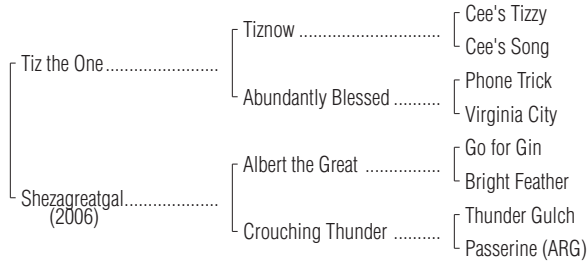 Cee's Tizzy
Tiznow ....................................
Cee's Song
Tiz the One.......................
Phone Trick
Abundantly Blessed ..........
Virginia City
Go for Gin
Albert the Great ................
Bright Feather
Shezagreatgal...................
(2006)
Thunder Gulch
Crouching Thunder ..........
Passerine (ARG)